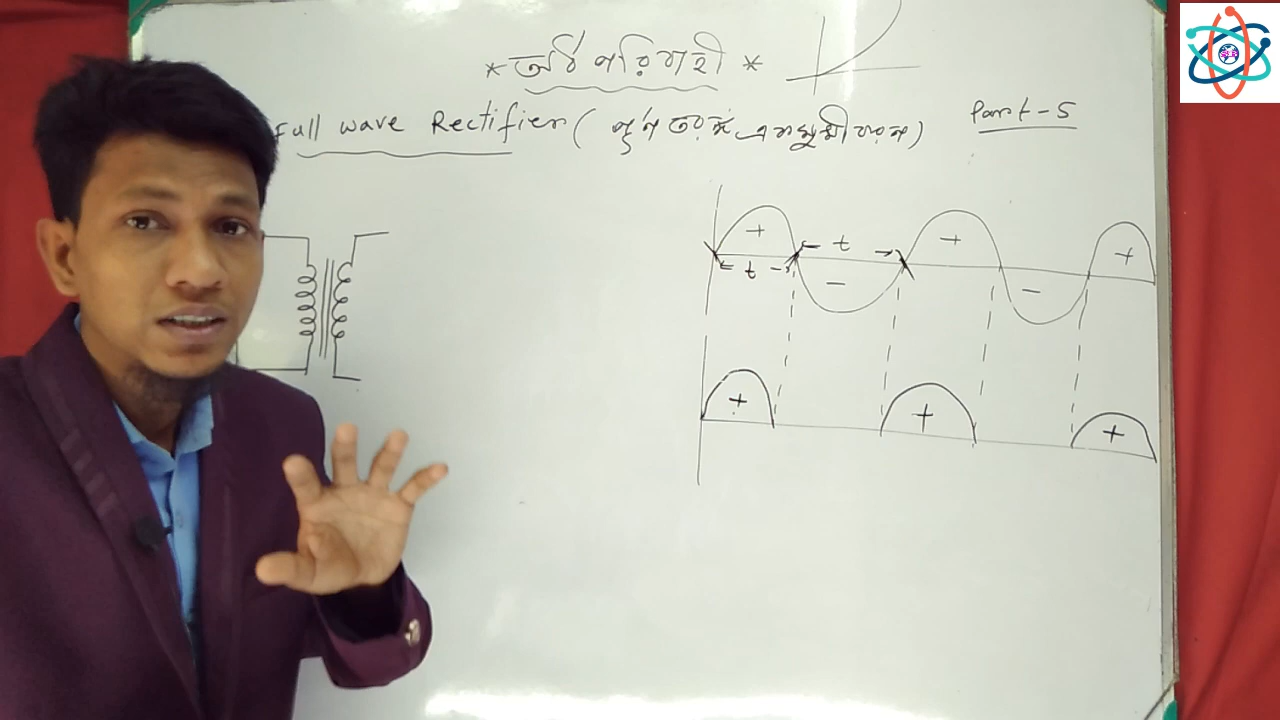 * অর্ধ পরিবাহী *
Full wave Rectifier ( পূর্ণ তরঙ্গ একমুখীকরণ )
Part-5
+ - + - +
t t
+ + +